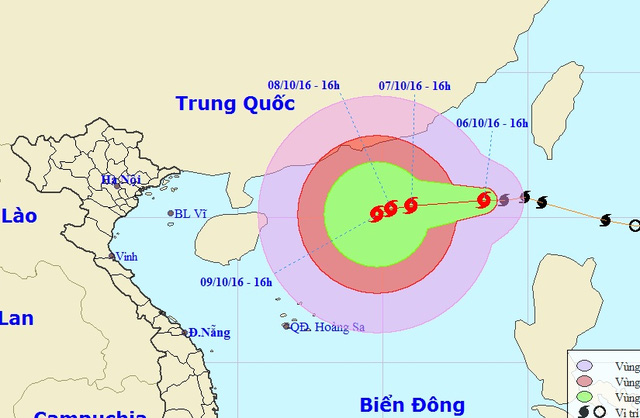 08/10/16 - 16h
07/10/16 - 16h
Trung Quốc
06/10/16 - 16h
Hà Nội
Lào
BL Vĩ
Vinh
09/10/16 - 16h
Lan
Đ.Nẵng
QĐ. Hoàng Sa
Vùng
Vùng
Vùng
Vị trí
Biển Đông
Campuchia